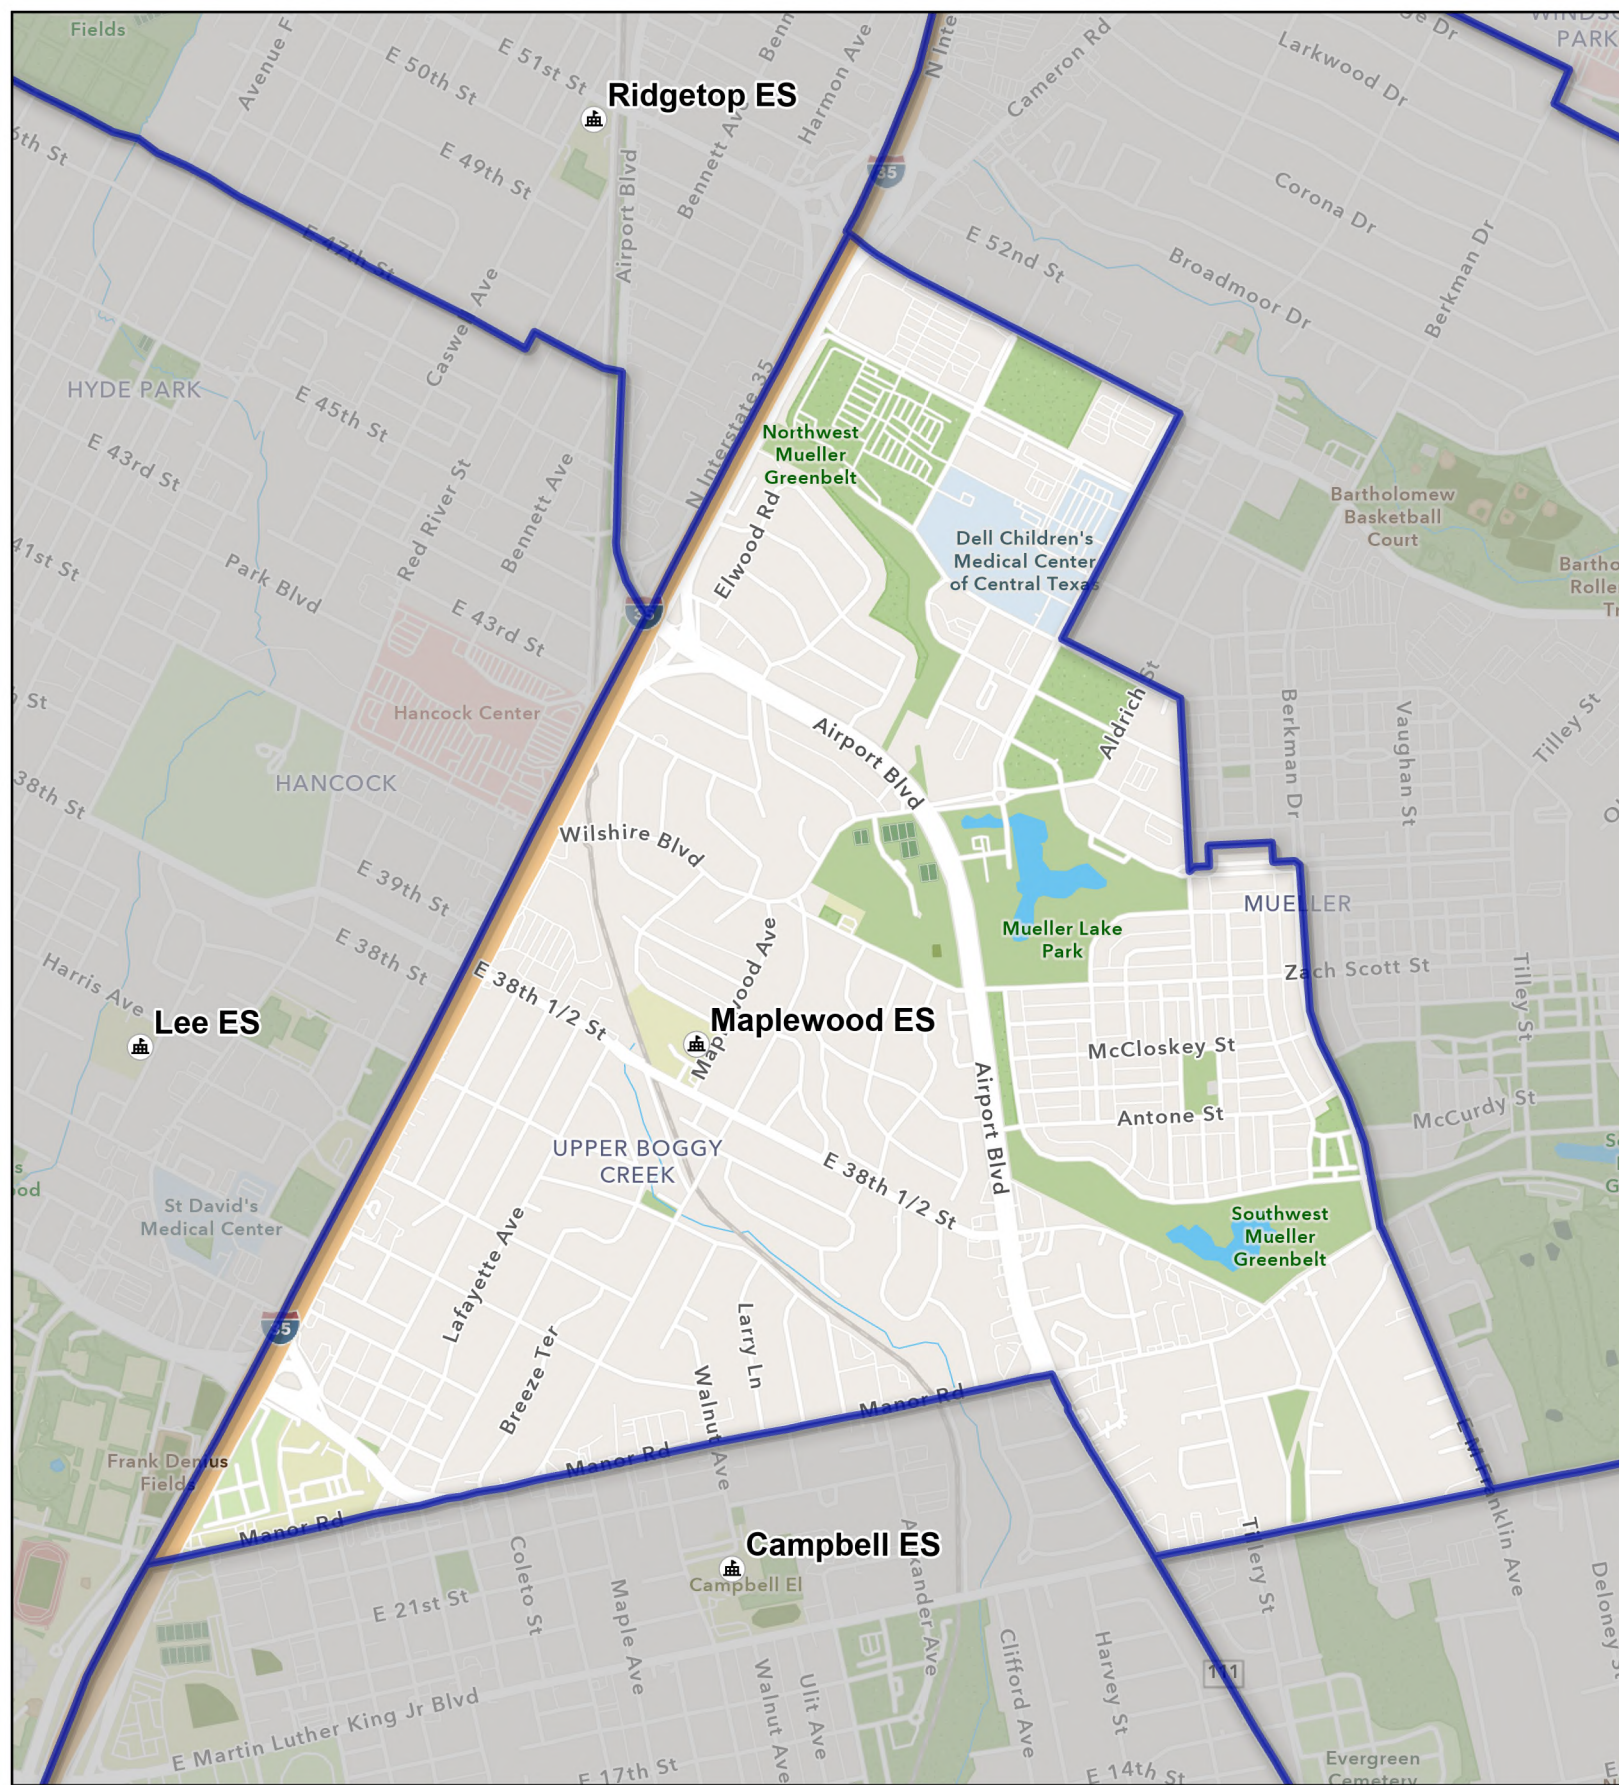 Fields
Avenue F
E 51st St
E 50th St
E 49th St
Ridgetop ES
Airport Blvd
Bennett Ave
Harmon Ave
Cameron Rd
Larkwood Dr
PARK
35
E 47th St
E 52nd St
Corona Dr
Broadmoor Dr
Berkman Dr
HYDE PARK
E 45th St
E 43rd St
Red River St
Bennett Ave
N Interstate 35
Northwest
Mueller
Greenbelt
Elwood Rd
Dell Children's
Medical Center
of Central Texas
Bartholomew
Basketball
Court
41st St
Park Blvd
E 43rd St
35
Hancock Center
HANCOCK
38th St
Airport Blvd
Aldrich St
Berkman Dr
Vaughan St
Tilley St
Wilshire Blvd
E 39th St
E 38th St
Harris Ave
Lee ES
E 38th 1/2 St
Maplewood Ave
Maplewood ES
Mueller Lake
Park
MUELLER
Zach Scott St
Tilley St
McCloskey St
Antone St
McCurdy St
Airport Blvd
UPPER BOGGY
CREEK
E 38th 1/2 St
Southwest
Mueller
Greenbelt
St David's
Medical Center
35
Lafayette Ave
Breeze Ter
Larry Ln
Walnut Ave
Manor Rd
Manor Rd
Manor Rd
Frank Denius
Fields
E M Franklin Ave
Tillery St
Campbell ES
Campbell El
E 21st St
Coleto St
Maple Ave
Alexander Ave
Walnut Ave
Ulit Ave
Clifford Ave
Harvey St
111
E Martin Luther King Jr Blvd
E 17th St
E 14th St
Evergreen
Cemetery
Deloney St